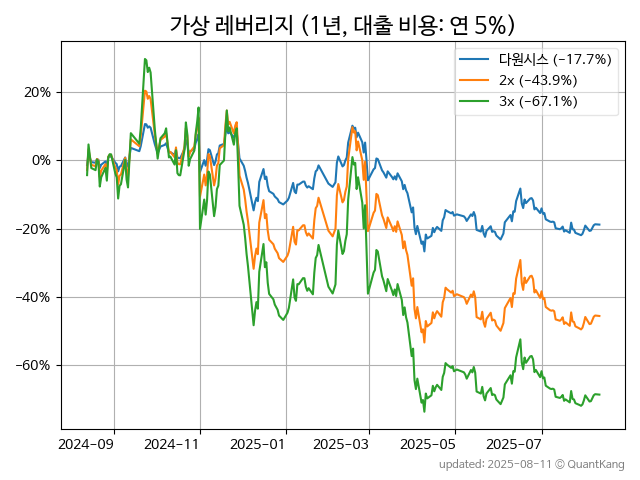 가상 레버리지 (1년, 대출 비용: 연 5%)
다원시스 (−17.7%)
2x (−43.9%)
3x (−67.1%)
20%
0%
−20%
−40%
−60%
2024-09 2024-11 2025-01 2025-03 2025-05 2025-07
updated: 2025-08-11 © QuantKang